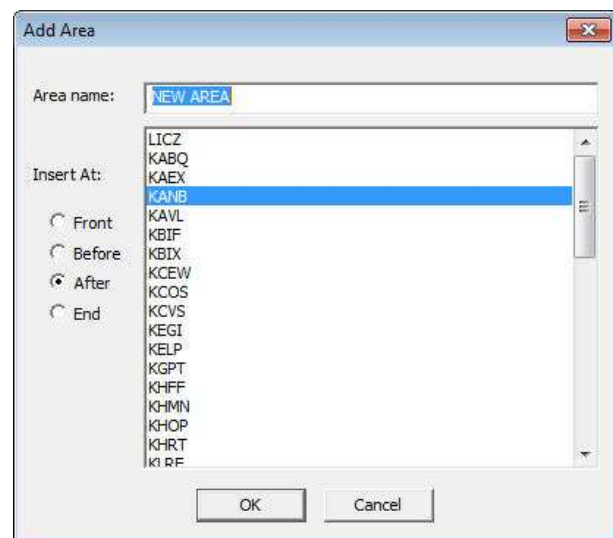 Add Area
Area name:
NEW AREA
Insert At:
Front
Before
After
End
LICZ
KABQ
KAEX
KANB
KAVL
KBIF
KBIX
KCEW
KCOS
KCVS
KEGI
KELP
KGPT
KHFF
KHMN
KHOP
KHRT
OK
Cancel